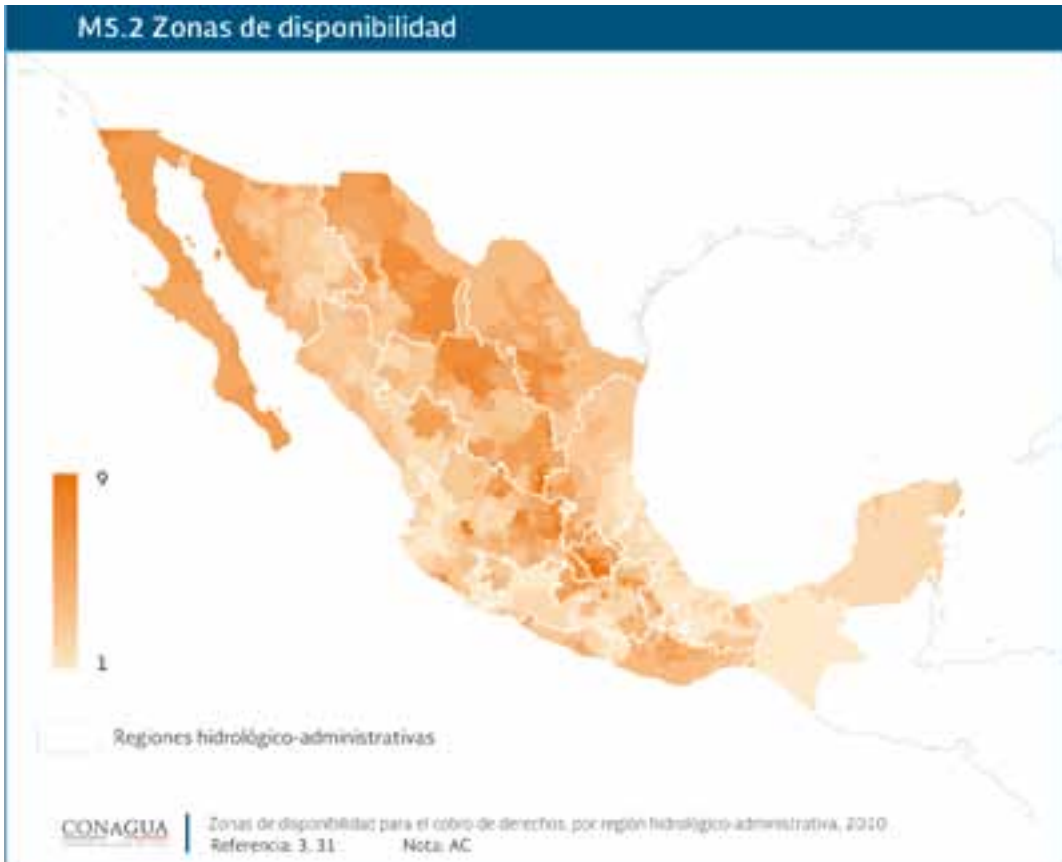 M5.2 Zonas de disponibilidad
9
1
Regiones hidrológico-administrativas
CONAGUA
Zonas de disponibilidad para el cobro de derechos, por región hidrológico-administrativa, 2010
Referencia: 3, 31 Nota: AC